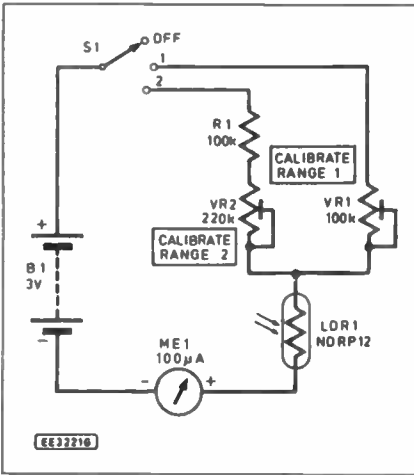 S1
OFF
1
2
R1
100k
CALIBRATE
RANGE 1
VR2
220k
VR1
100k
CALIBRATE
RANGE 2
+
B1
3V
-
LDR1
NORP12
ME1
100µA
- +
EE3221G